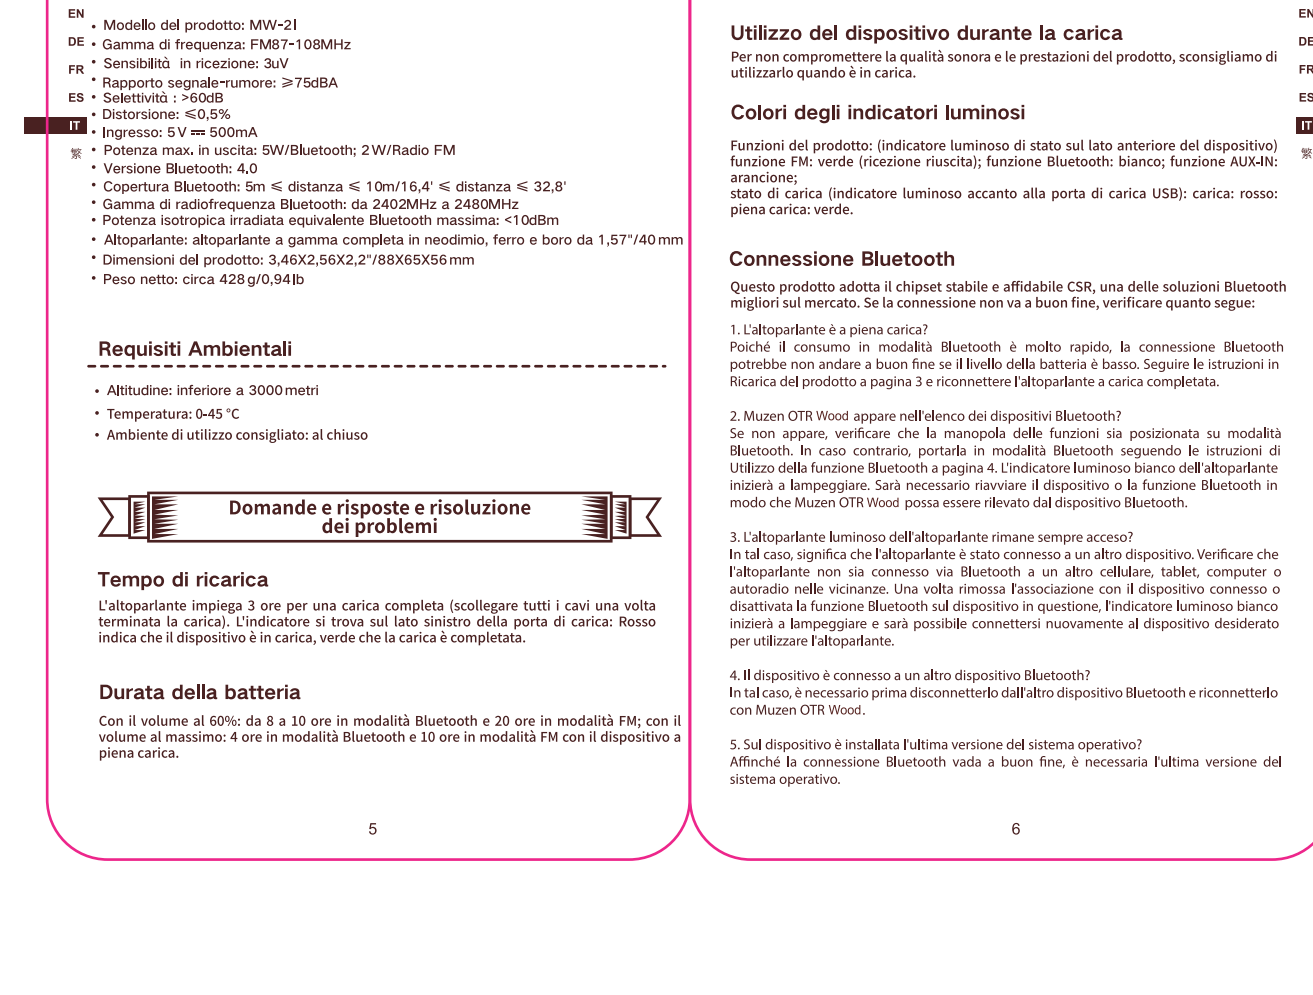 EN
DE
FR
ES
IT
繁
• Modello del prodotto: MW-2I
• Gamma di frequenza: FM87-108MHz
• Sensibilità in ricezione: 3uV
• Rapporto segnale-rumore: ≥75dBA
• Selettività : >60dB
• Distorsione: ≤0,5%
• Ingresso: 5V ⎓ 500mA
• Potenza max. in uscita: 5W/Bluetooth; 2W/Radio FM
• Versione Bluetooth: 4.0
• Copertura Bluetooth: 5m ≤ distanza ≤ 10m/16,4' ≤ distanza ≤ 32,8'
• Gamma di radiofrequenza Bluetooth: da 2402MHz a 2480MHz
• Potenza isotropica irradiata equivalente Bluetooth massima: <10dBm
• Altoparlante: altoparlante a gamma completa in neodimio, ferro e boro da 1,57"/40mm
• Dimensioni del prodotto: 3,46X2,56X2,2"/88X65X56mm
• Peso netto: circa 428g/0,94lb
Requisiti Ambientali
• Altitudine: inferiore a 3000metri
• Temperatura: 0-45 °C
• Ambiente di utilizzo consigliato: al chiuso
Domande e risposte e risoluzione
dei problemi
Tempo di ricarica
L'altoparlante impiega 3 ore per una carica completa (scollegare tutti i cavi una volta
terminata la carica). L'indicatore si trova sul lato sinistro della porta di carica: Rosso
indica che il dispositivo è in carica, verde che la carica è completata.
Durata della batteria
Con il volume al 60%: da 8 a 10 ore in modalità Bluetooth e 20 ore in modalità FM; con il
volume al massimo: 4 ore in modalità Bluetooth e 10 ore in modalità FM con il dispositivo a
piena carica.
5
Utilizzo del dispositivo durante la carica
Per non compromettere la qualità sonora e le prestazioni del prodotto, sconsigliamo di
utilizzarlo quando è in carica.
Colori degli indicatori luminosi
Funzioni del prodotto: (indicatore luminoso di stato sul lato anteriore del dispositivo)
funzione FM: verde (ricezione riuscita); funzione Bluetooth: bianco; funzione AUX-IN:
arancione;
stato di carica (indicatore luminoso accanto alla porta di carica USB): carica: rosso:
piena carica: verde.
Connessione Bluetooth
Questo prodotto adotta il chipset stabile e affidabile CSR, una delle soluzioni Bluetooth
migliori sul mercato. Se la connessione non va a buon fine, verificare quanto segue:
1. L'altoparlante è a piena carica?
Poiché il consumo in modalità Bluetooth è molto rapido, la connessione Bluetooth
potrebbe non andare a buon fine se il livello della batteria è basso. Seguire le istruzioni in
Ricarica del prodotto a pagina 3 e riconnettere l'altoparlante a carica completata.
2. Muzen OTR Wood appare nell'elenco dei dispositivi Bluetooth?
Se non appare, verificare che la manopola delle funzioni sia posizionata su modalità
Bluetooth. In caso contrario, portarla in modalità Bluetooth seguendo le istruzioni di
Utilizzo della funzione Bluetooth a pagina 4. L'indicatore luminoso bianco dell'altoparlante
inizierà a lampeggiare. Sarà necessario riavviare il dispositivo o la funzione Bluetooth in
modo che Muzen OTR Wood possa essere rilevato dal dispositivo Bluetooth.
3. L'altoparlante luminoso dell'altoparlante rimane sempre acceso?
In tal caso, significa che l'altoparlante è stato connesso a un altro dispositivo. Verificare che
l'altoparlante non sia connesso via Bluetooth a un altro cellulare, tablet, computer o
autoradio nelle vicinanze. Una volta rimossa l'associazione con il dispositivo connesso o
disattivata la funzione Bluetooth sul dispositivo in questione, l'indicatore luminoso bianco
inizierà a lampeggiare e sarà possibile connettersi nuovamente al dispositivo desiderato
per utilizzare l'altoparlante.
4. Il dispositivo è connesso a un altro dispositivo Bluetooth?
In tal caso, è necessario prima disconnetterlo dall'altro dispositivo Bluetooth e riconnetterlo
con Muzen OTR Wood.
5. Sul dispositivo è installata l'ultima versione del sistema operativo?
Affinché la connessione Bluetooth vada a buon fine, è necessaria l'ultima versione del
sistema operativo.
6
EN
DE
FR
ES
IT
繁